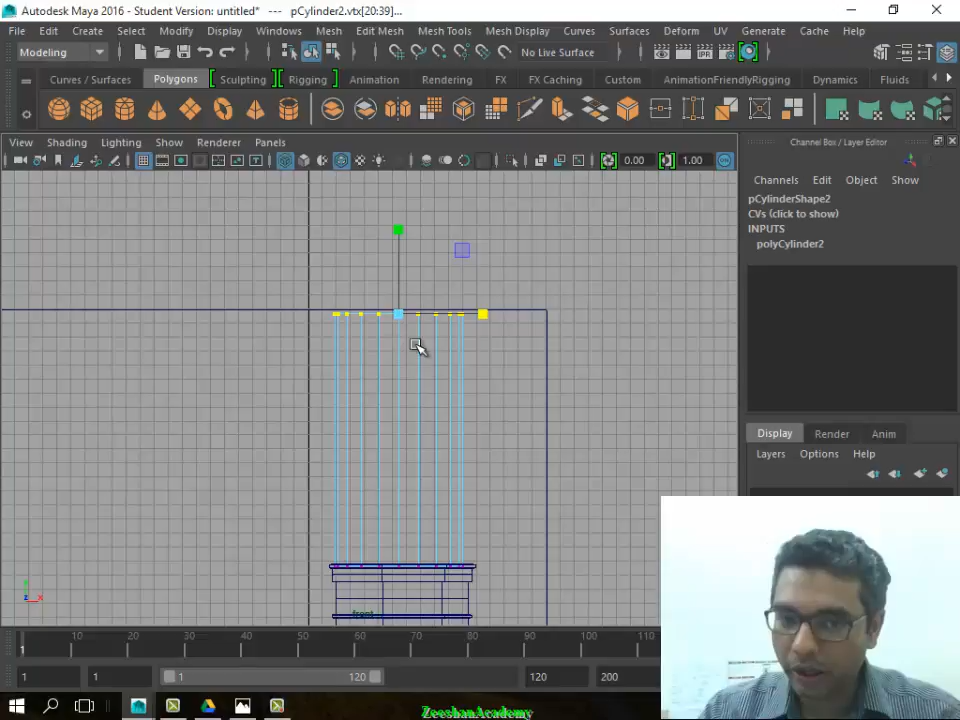 Autodesk Maya 2016 - Student Version: untitled* --- pCylinder2.vtx[20:39]...
File Edit Create Select Modify Display Windows Mesh Edit Mesh Mesh Tools Mesh Display Curves Surfaces Deform UV Generate Cache Help
Modeling No Live Surface
Curves / Surfaces Polygons Sculpting Rigging Animation Rendering FX FX Caching Custom AnimationFriendlyRigging Dynamics Fluids
View Shading Lighting Show Renderer Panels
Channel Box / Layer Editor
0.00 1.00
Channels Edit Object Show
pCylinderShape2
CVs (click to show)
INPUTS
polyCylinder2
Display Render Anim
Layers Options Help
front
10 20 30 40 50 60 70 80 90 100 110
1
1 1 1 120 120 200
ZeeshanAcademy